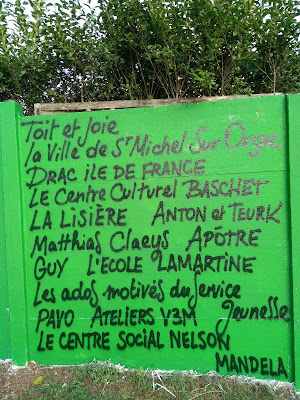 Toit et Joie
la Ville de St Michel Sur Orge
DRAC iLE DE FRANCE
LE Centre Culturel BASCHET
LA LISIÈRE ANTON et TEURK
Matthias Claeys APÔTRE
GUY L'ECOLE LAMARTINE
Les ados motivés du service Jeunesse
PAVO ATELIERS V3M
LE CENTRE SOCIAL NELSON
MANDELA